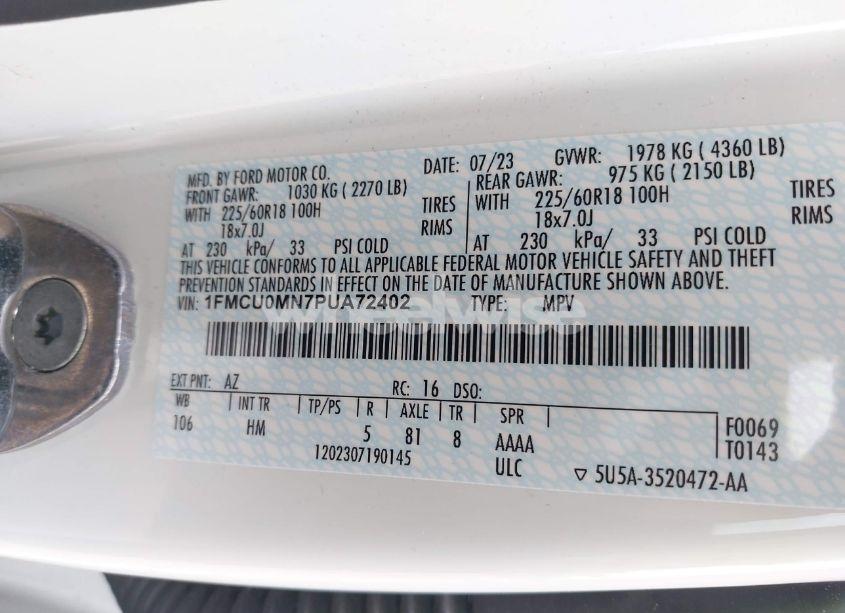 MFD. BY FORD MOTOR CO. DATE: 07/23 GVWR: 1978 KG ( 4360 LB)
FRONT GAWR: 1030 KG ( 2270 LB) REAR GAWR: 975 KG ( 2150 LB)
WITH 225/60R18 100H TIRES WITH 225/60R18 100H TIRES
18x7.0J RIMS 18x7.0J RIMS
AT 230 kPa/ 33 PSI COLD AT 230 kPa/ 33 PSI COLD
THIS VEHICLE CONFORMS TO ALL APPLICABLE FEDERAL MOTOR VEHICLE SAFETY AND THEFT
PREVENTION STANDARDS IN EFFECT ON THE DATE OF MANUFACTURE SHOWN ABOVE.
VIN: 1FMCU0MN7PUA72402 TYPE: MPV
wheelwise
EXT PNT: AZ RC: 16 DSO:
WB INT TR TP/PS R AXLE TR SPR F0069
106 HM 5 81 8 AAAA T0143
1202307190145 ULC ▽ 5U5A-3520472-AA